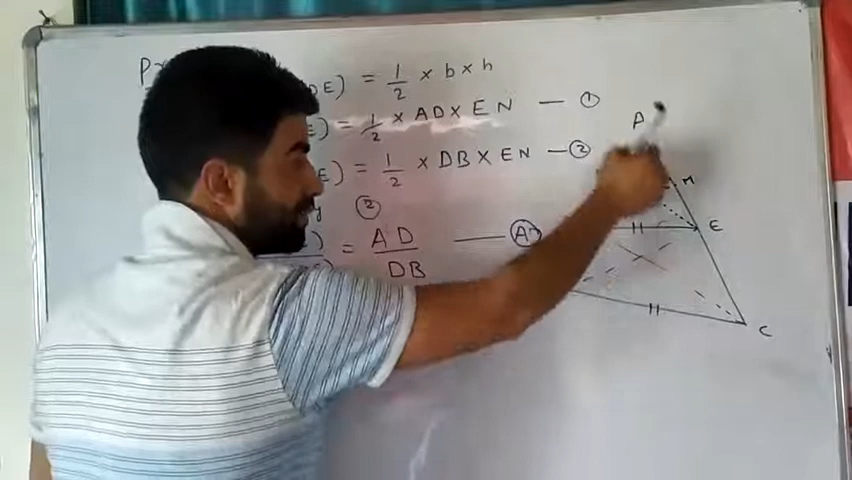 DE) = 1/2 × b × h
E) = 1/2 × AD × EN — ①
E) = 1/2 × DB × EN — ②
②
) = AD/DB — Ⓐ
A
M
E
C